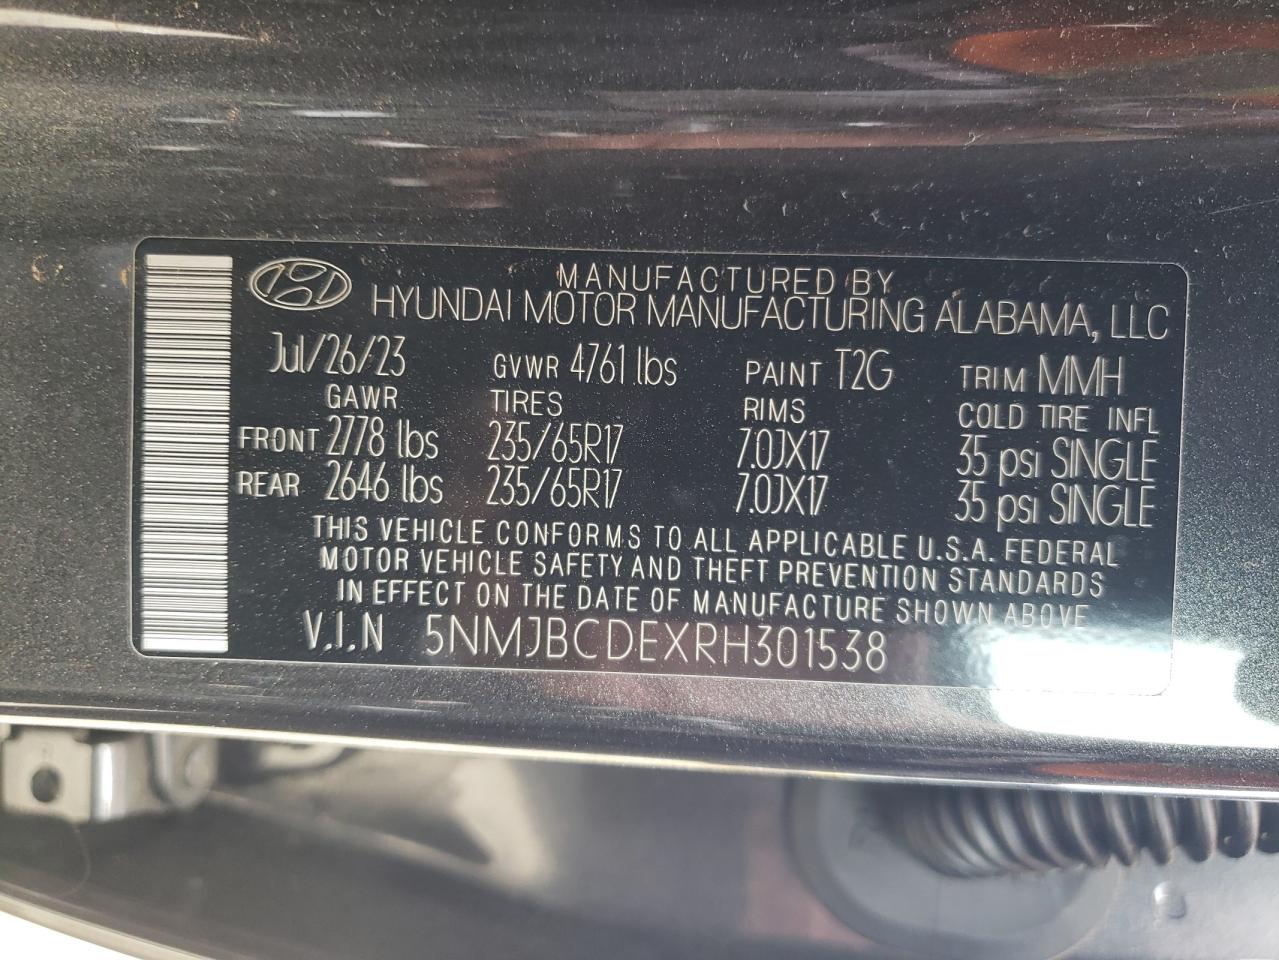 MANUFACTURED BY
HYUNDAI MOTOR MANUFACTURING ALABAMA, LLC
Jul/26/23 GVWR 4761 lbs PAINT T2G TRIM MMH
GAWR TIRES RIMS COLD TIRE INFL
FRONT 2778 lbs 235/65R17 7.0JX17 35 psi SINGLE
REAR 2646 lbs 235/65R17 7.0JX17 35 psi SINGLE
THIS VEHICLE CONFORMS TO ALL APPLICABLE U.S.A. FEDERAL
MOTOR VEHICLE SAFETY AND THEFT PREVENTION STANDARDS
IN EFFECT ON THE DATE OF MANUFACTURE SHOWN ABOVE
V.I.N 5NMJBCDEXRH301538